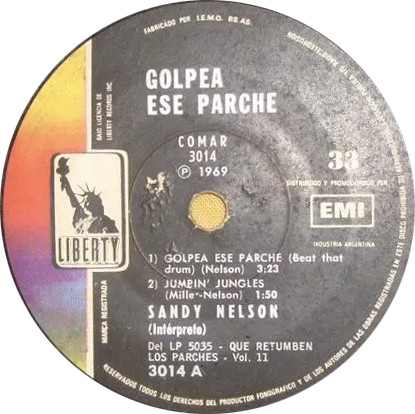 FABRICADO POR I.E.M.O. BS AS.
GOLPEA
ESE PARCHE
BAJO LICENCIA DE
LIBERTY RECORDS INC.
COMAR
3014
℗ 1969
33
DISTRIBUIDO Y PROMOCIONADO POR
EMI
INDUSTRIA ARGENTINA
LIBERTY
MARCA REGISTRADA
1) GOLPEA ESE PARCHE (Beat that
drum) (Nelson) 3:23
2) JUMPIN' JUNGLES
(Mille-Nelson) 1:50
SANDY NELSON
(Intérprete)
Del LP 5035 - QUE RETUMBEN
LOS PARCHES - Vol. 11
3014 A
RESERVADOS TODOS LOS DERECHOS DEL PRODUCTOR FONOGRAFICO Y DE LOS AUTORES DE LAS OBRAS REGISTRADAS EN ESTE DISCO PROHIBIDA